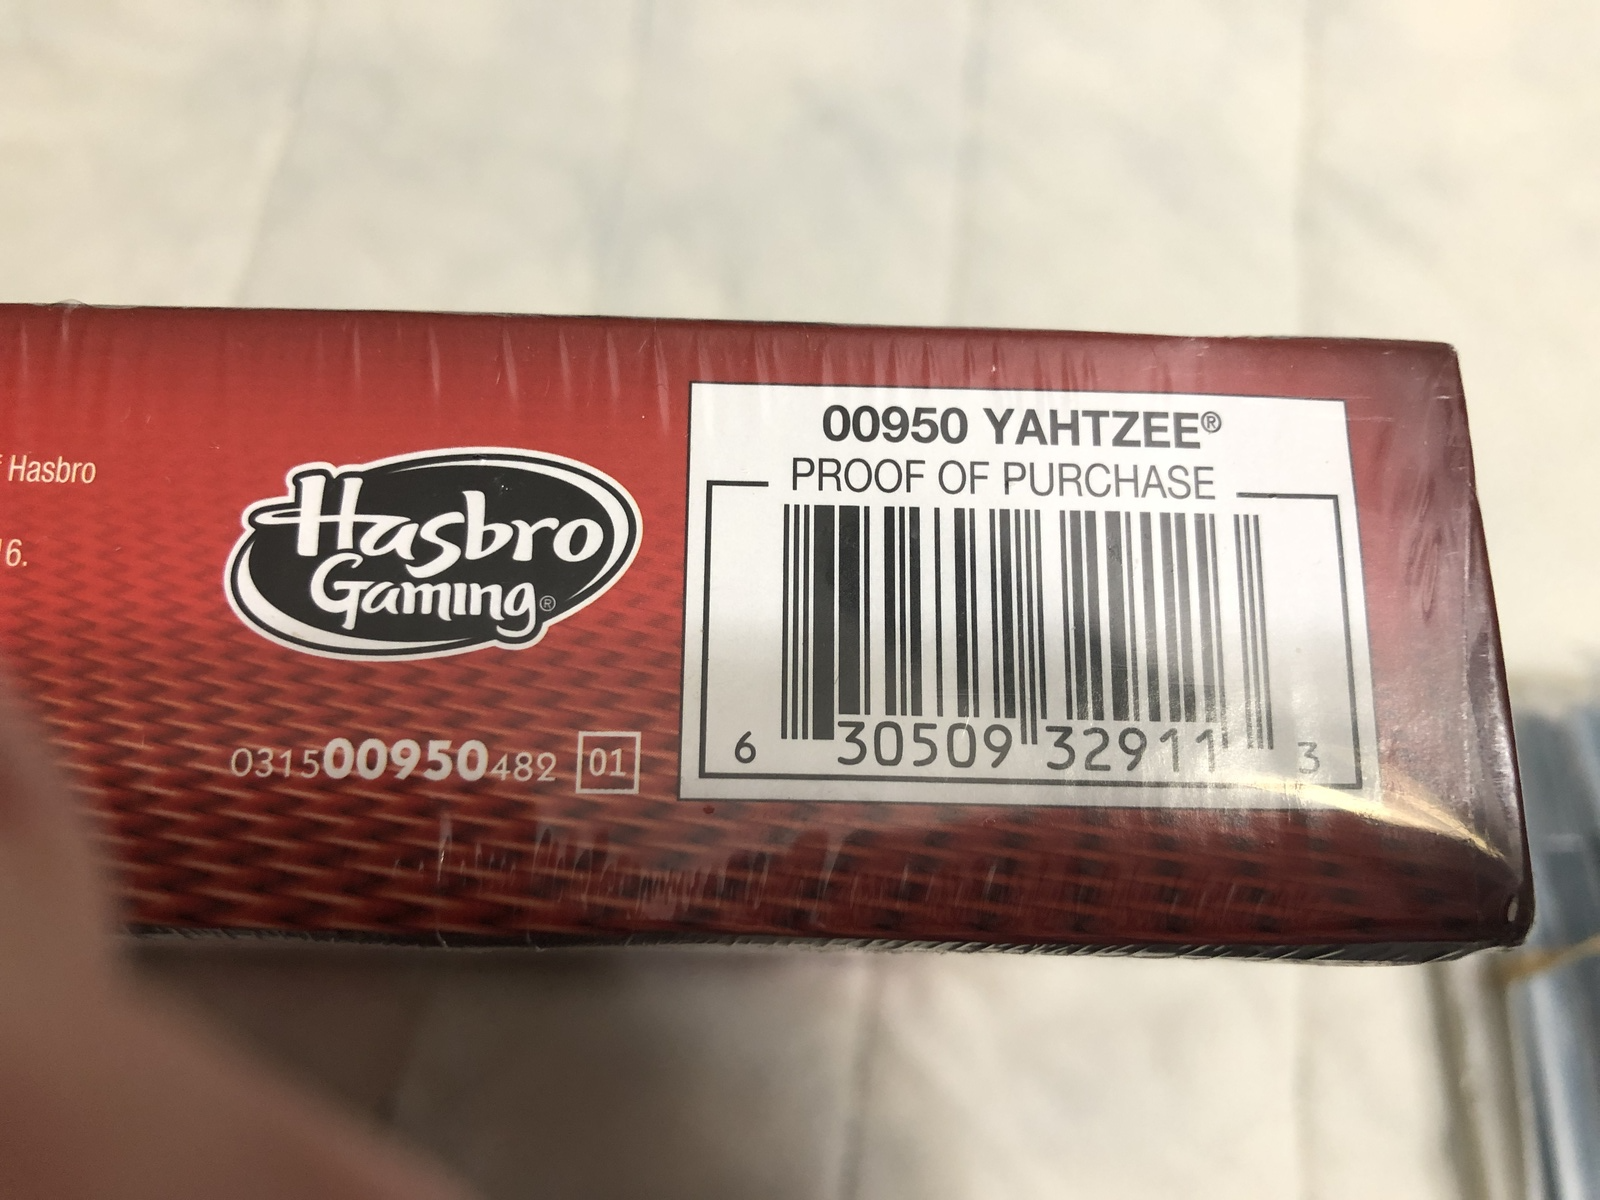 Hasbro
16.
Hasbro
Gaming®
031500950482 01
00950 YAHTZEE®
PROOF OF PURCHASE
6 30509 32911 3